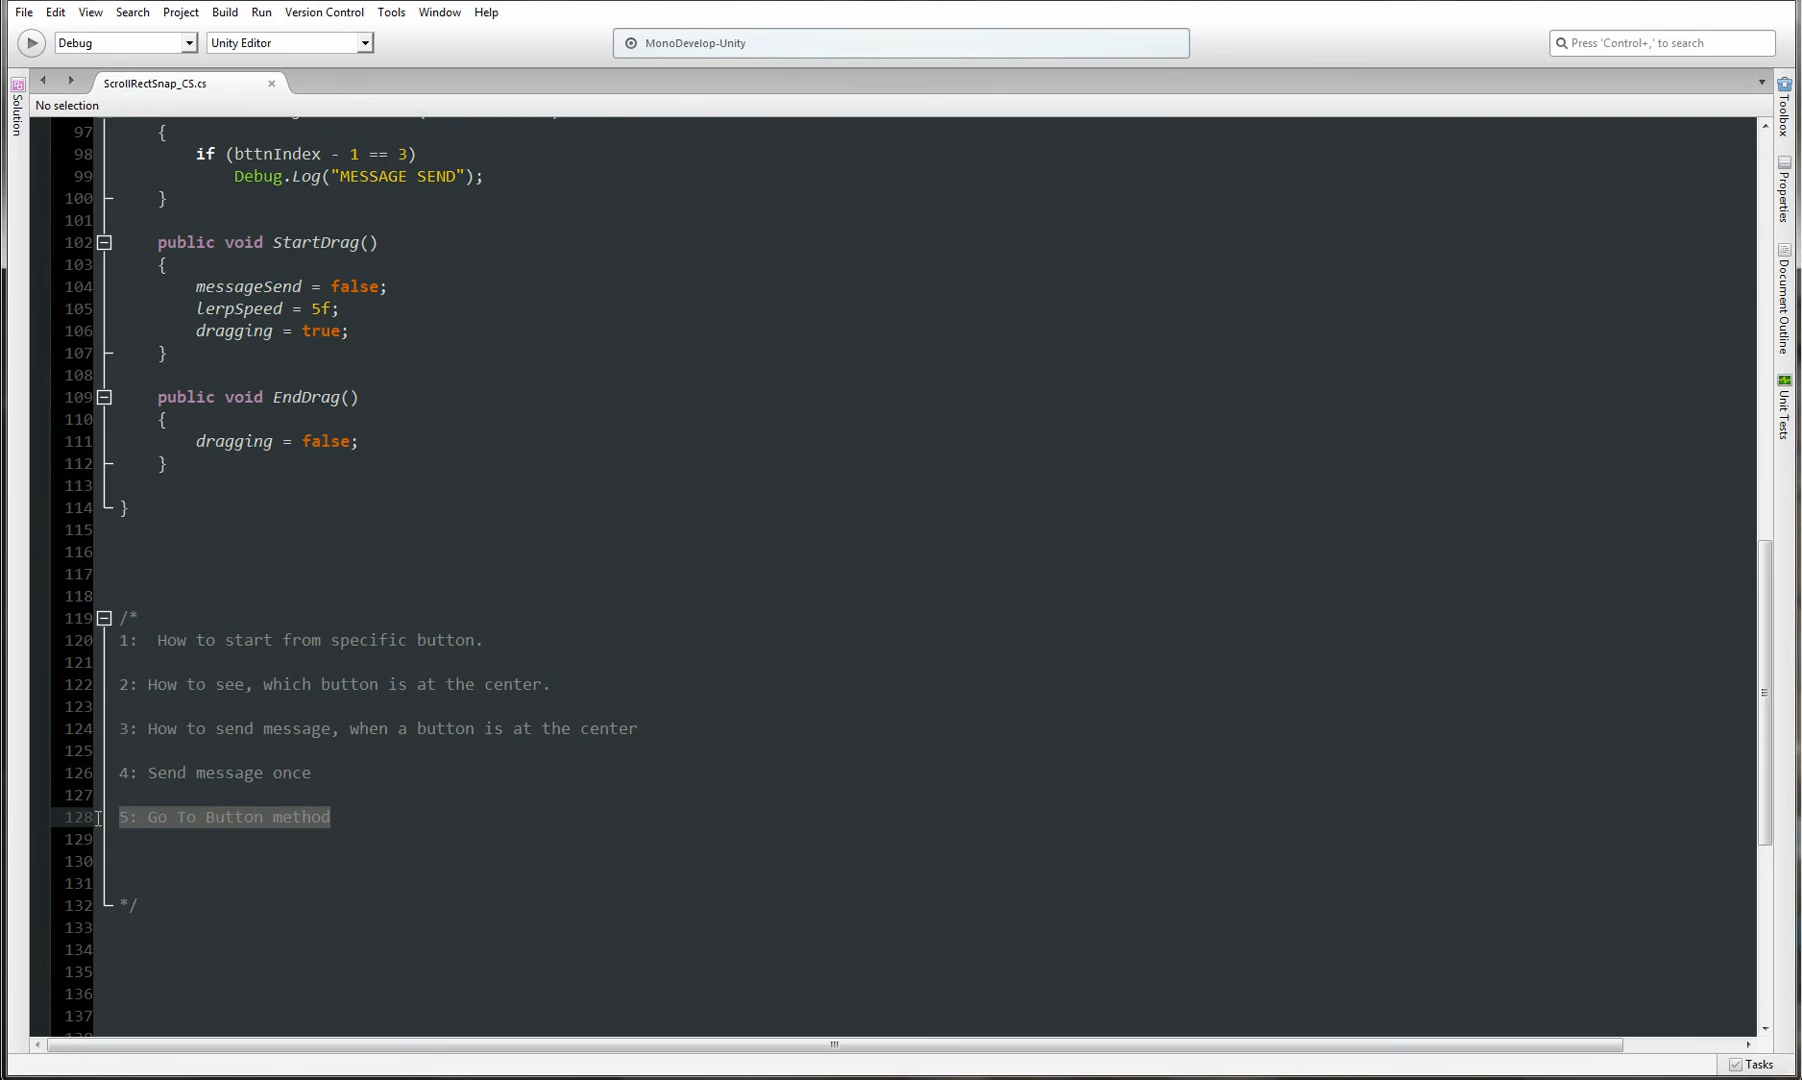 File Edit View Search Project Build Run Version Control Tools Window Help
Debug Unity Editor MonoDevelop-Unity Press 'Control+,' to search
ScrollRectSnap_CS.cs
No selection
Solution
Toolbox
Properties
Document Outline
Unit Tests
97 {
98 if (bttnIndex - 1 == 3)
99 Debug.Log("MESSAGE SEND");
100 }
101
102 public void StartDrag()
103 {
104 messageSend = false;
105 lerpSpeed = 5f;
106 dragging = true;
107 }
108
109 public void EndDrag()
110 {
111 dragging = false;
112 }
113
114 }
115
116
117
118
119 /*
120 1:  How to start from specific button.
121
122 2: How to see, which button is at the center.
123
124 3: How to send message, when a button is at the center
125
126 4: Send message once
127
128 5: Go To Button method
129
130
131
132 */
133
134
135
136
137
Tasks